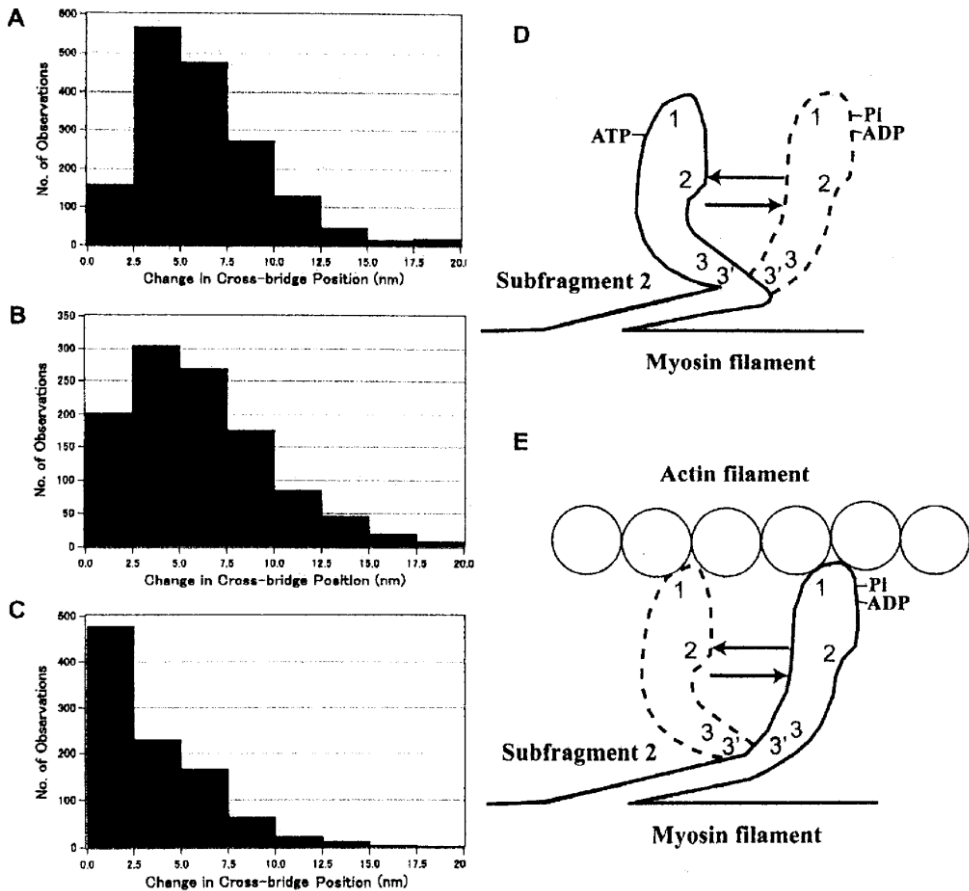 A
600
500
400
300
200
100
0
No. of Observations
0.0 2.5 5.0 7.5 10.0 12.5 15.0 17.5 20.0
Change in Cross-bridge Position (nm)
B
350
300
250
200
150
100
50
0
No. of Observations
0.0 2.5 5.0 7.5 10.0 12.5 15.0 17.5 20.0
Change in Cross-bridge Position (nm)
C
500
400
300
200
100
0
No. of Observations
0.0 2.5 5.0 7.5 10.0 12.5 15.0 17.5 20.0
Change in Cross-bridge Position (nm)
D
1 1
ATP PI
ADP
2 2
3 3' 3' 3
Subfragment 2
Myosin filament
E
Actin filament
1 1
PI
ADP
2 2
3 3' 3' 3
Subfragment 2
Myosin filament